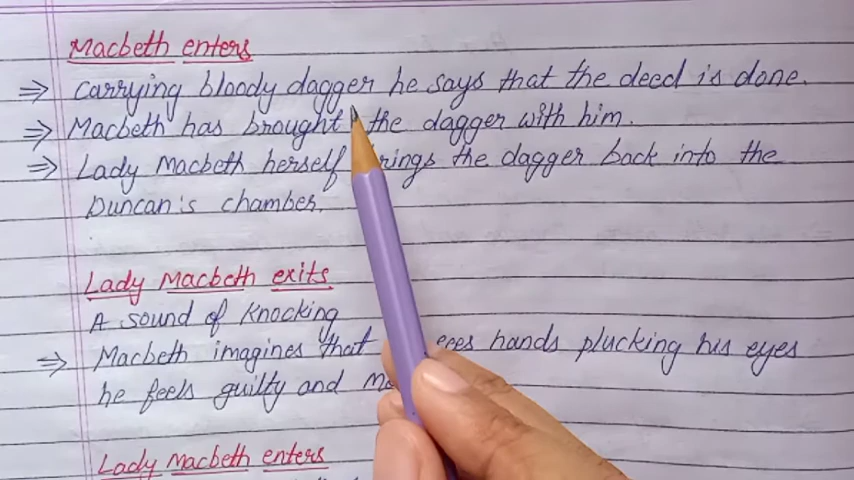 Macbeth enters
⇒ Carrying bloody dagger he says that the deed is done.
⇒ Macbeth has brought the dagger with him.
⇒ Lady Macbeth herself rings the dagger back into the
Duncan's chamber.
Lady Macbeth exits
A sound of Knocking
⇒ Macbeth imagines that hands plucking his eyes
he feels guilty and
Lady Macbeth enters